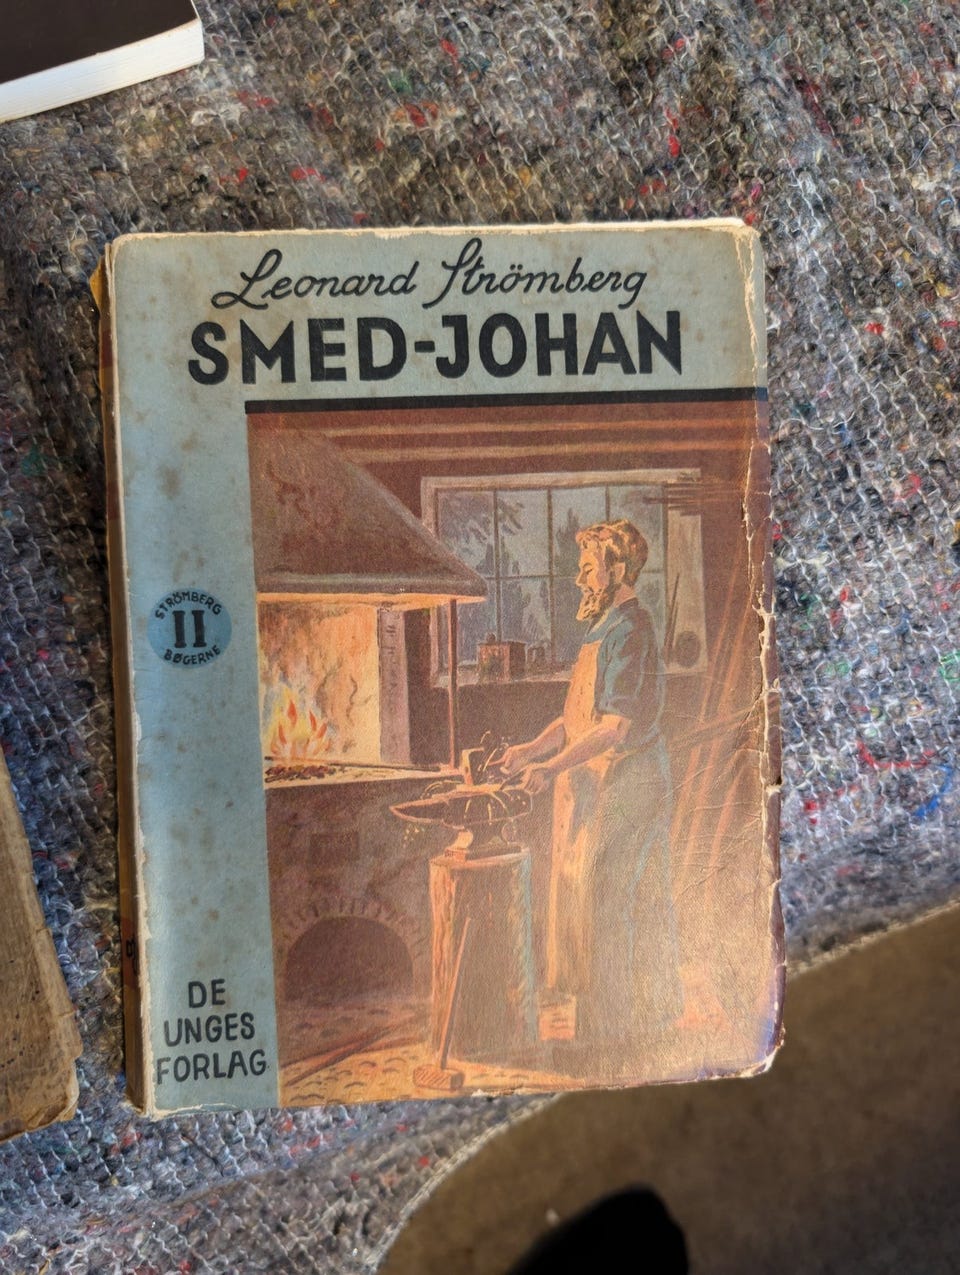 Leonard Strömberg
SMED-JOHAN
STRÖMBERG
II
BØGERNE
DE
UNGES
FORLAG